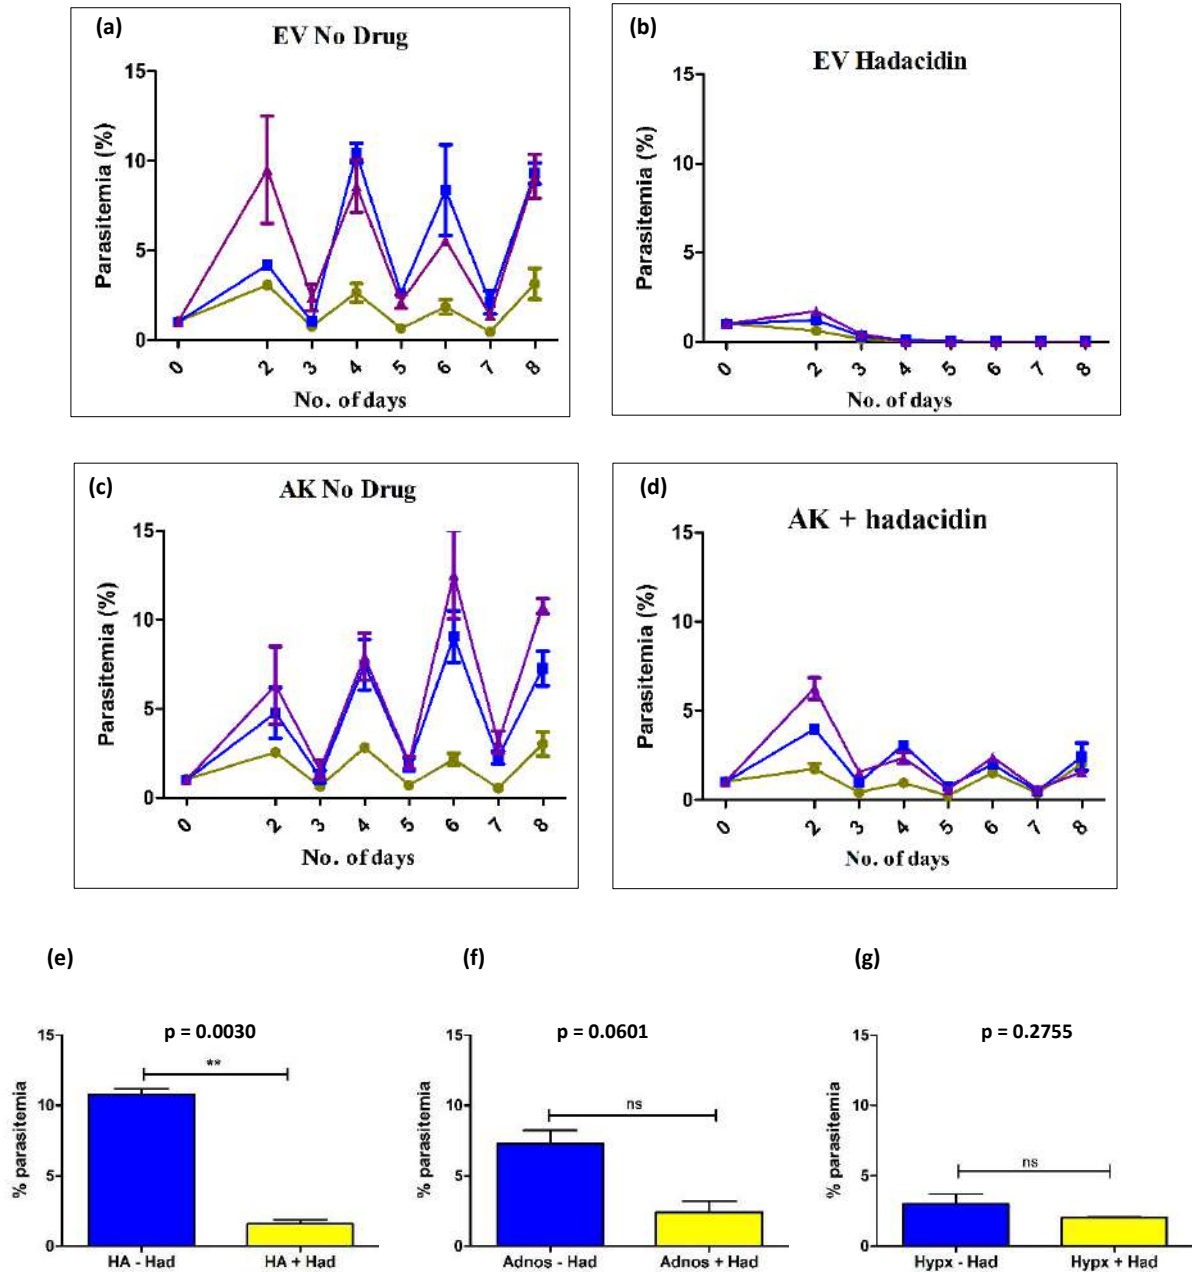 (a)
EV No Drug
15
10
5
0
Parasitemia (%)
0 2 3 4 5 6 7 8
No. of days
(b)
EV Hadacidin
15
10
5
0
Parasitemia (%)
0 2 3 4 5 6 7 8
No. of days
(c)
AK No Drug
15
10
5
0
Parasitemia (%)
0 2 3 4 5 6 7 8
No. of days
(d)
AK + hadacidin
15
10
5
0
Parasitemia (%)
0 2 3 4 5 6 7 8
No. of days
(e)
p = 0.0030
**
15
10
5
0
% parasitemia
HA - Had HA + Had
(f)
p = 0.0601
ns
15
10
5
0
% parasitemia
Adnos - Had Adnos + Had
(g)
p = 0.2755
ns
15
10
5
0
% parasitemia
Hypx - Had Hypx + Had